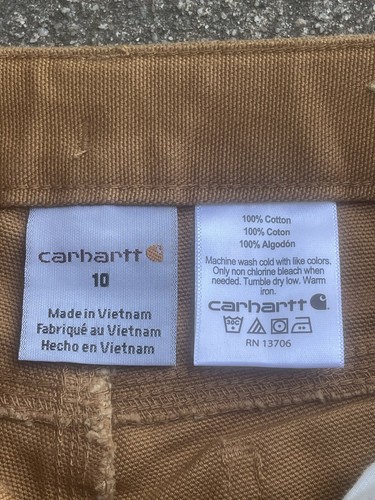 carhartt
10
Made in Vietnam
Fabriqué au Vietnam
Hecho en Vietnam
100% Cotton
100% Coton
100% Algodón
Machine wash cold with like colors.
Only non chlorine bleach when
needed. Tumble dry low. Warm
iron.
carhartt
RN 13706